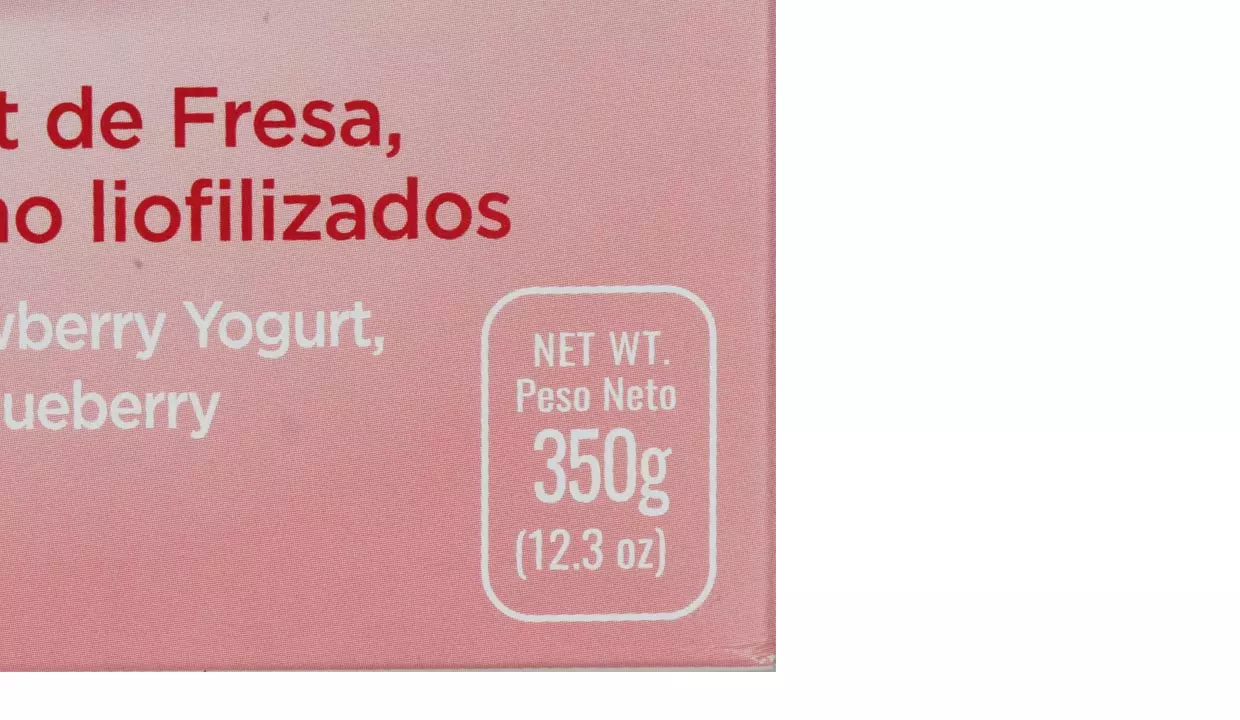 t de Fresa,
no liofilizados
wberry Yogurt,
ueberry
NET WT.
Peso Neto
350g
(12.3 oz)